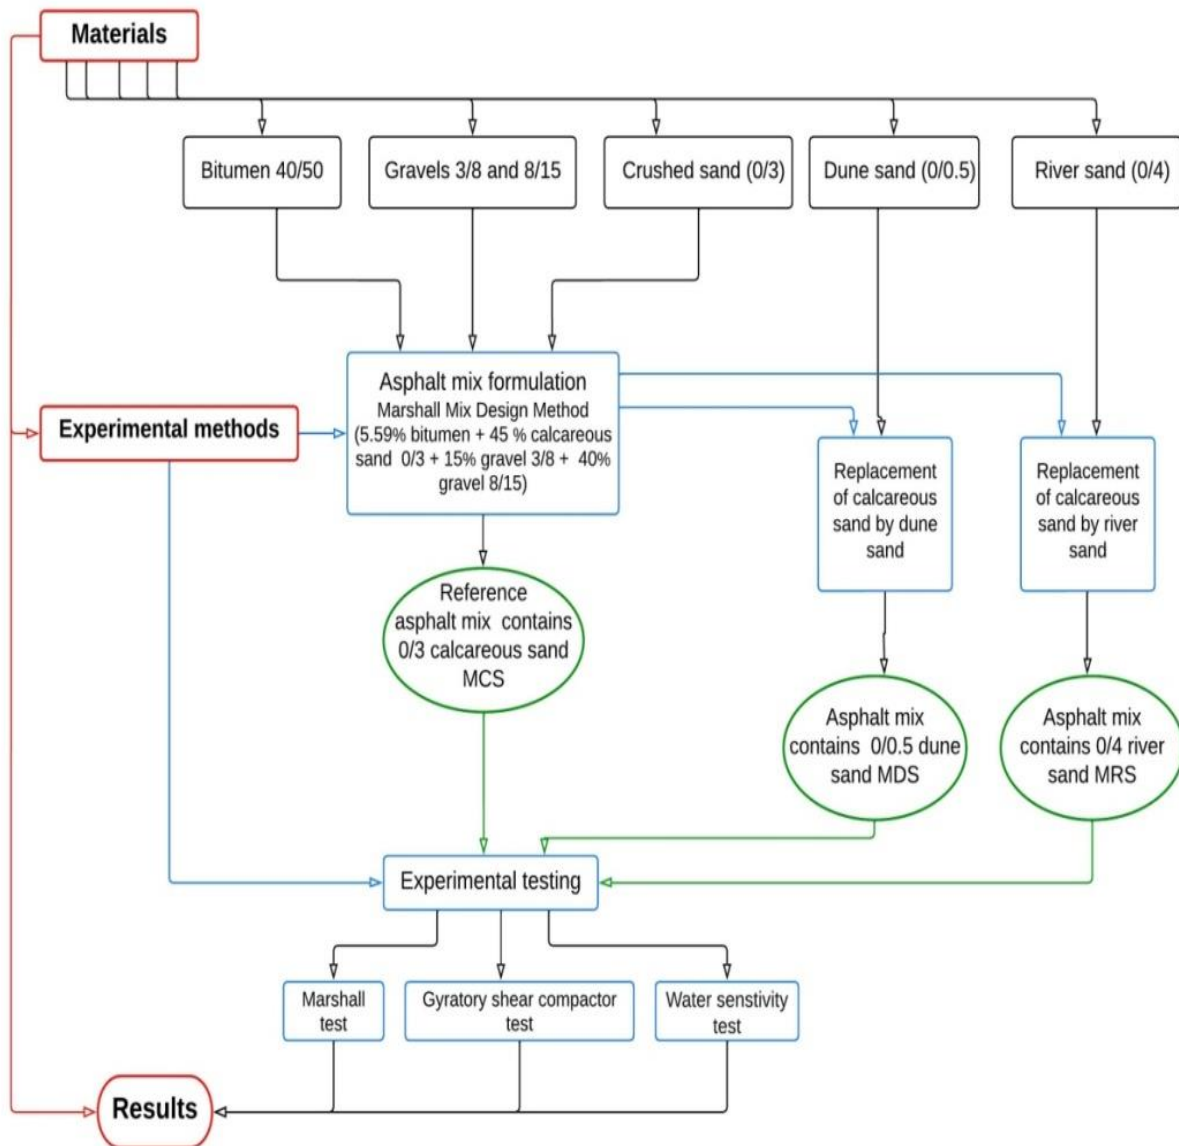 Materials
Bitumen 40/50
Gravels 3/8 and 8/15
Crushed sand (0/3)
Dune sand (0/0.5)
River sand (0/4)
Asphalt mix formulation
Marshall Mix Design Method
(5.59% bitumen + 45 % calcareous
sand 0/3 + 15% gravel 3/8 + 40%
gravel 8/15)
Experimental methods
Replacement
of calcareous
sand by dune
sand
Replacement
of calcareous
sand by river
sand
Reference
asphalt mix contains
0/3 calcareous sand
MCS
Asphalt mix
contains 0/0.5 dune
sand MDS
Asphalt mix
contains 0/4 river
sand MRS
Experimental testing
Marshall
test
Gyratory shear compactor
test
Water senstivity
test
Results